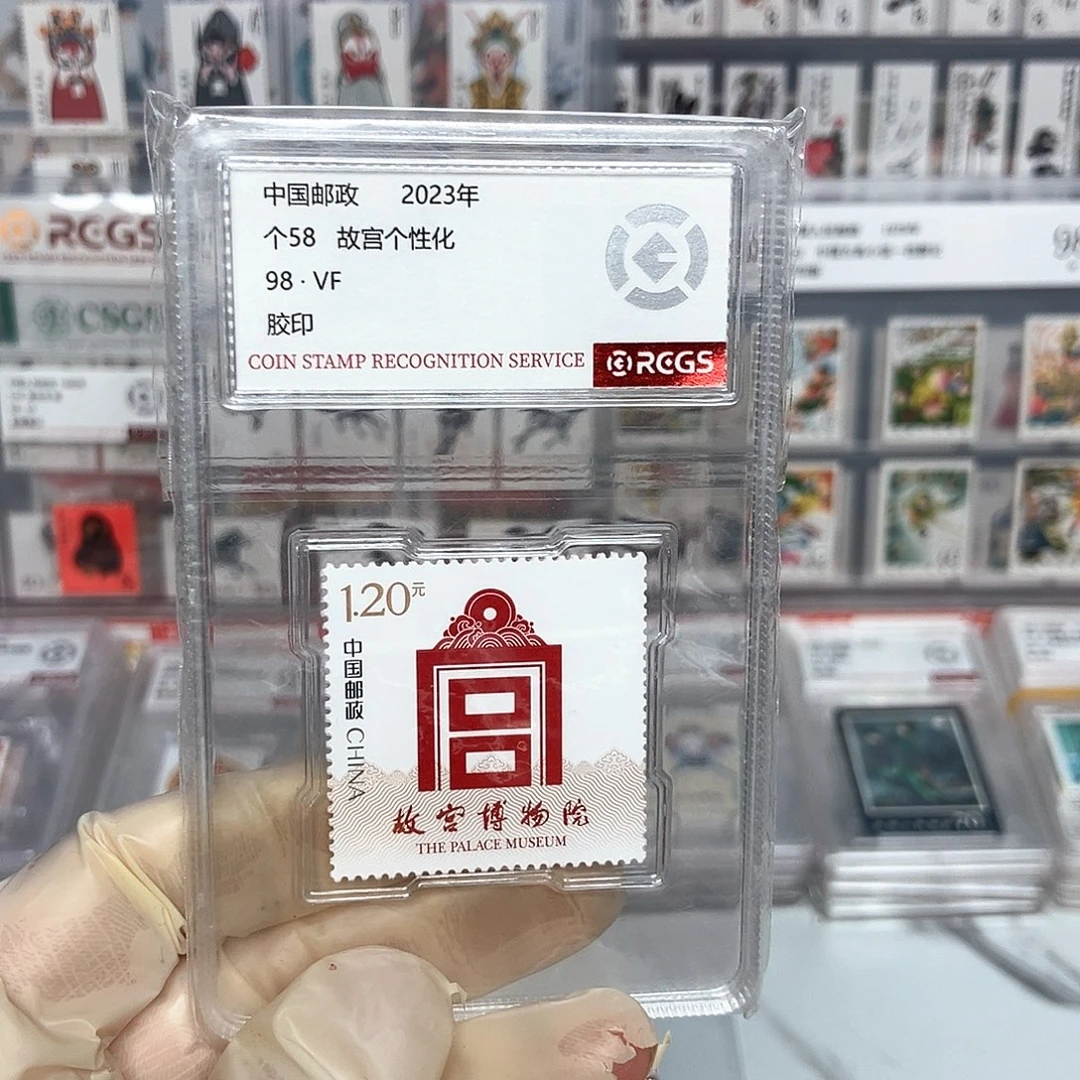 中国邮政 2023年
个58 故宫个性化
98·VF
胶印
COIN STAMP RECOGNITION SERVICE
RCGS
1.20元
中国邮政 CHINA
故宫博物院
THE PALACE MUSEUM
RCGS
CSG
98